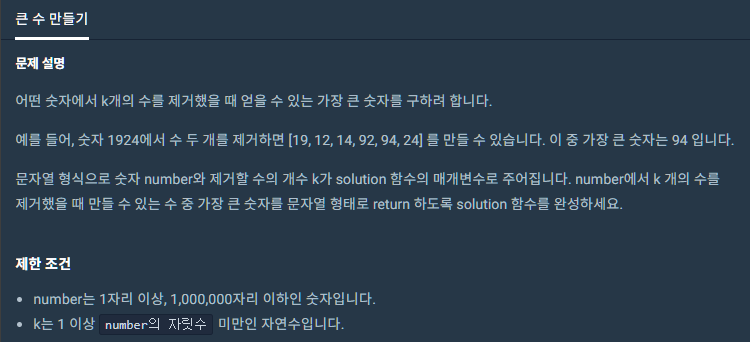 큰 수 만들기
문제 설명
어떤 숫자에서 k개의 수를 제거했을 때 얻을 수 있는 가장 큰 숫자를 구하려 합니다.
예를 들어, 숫자 1924에서 수 두 개를 제거하면 [19, 12, 14, 92, 94, 24] 를 만들 수 있습니다. 이 중 가장 큰 숫자는 94 입니다.
문자열 형식으로 숫자 number와 제거할 수의 개수 k가 solution 함수의 매개변수로 주어집니다. number에서 k 개의 수를
제거했을 때 만들 수 있는 수 중 가장 큰 숫자를 문자열 형태로 return 하도록 solution 함수를 완성하세요.
제한 조건
• number는 1자리 이상, 1,000,000자리 이하인 숫자입니다.
• k는 1 이상 number의 자릿수 미만인 자연수입니다.